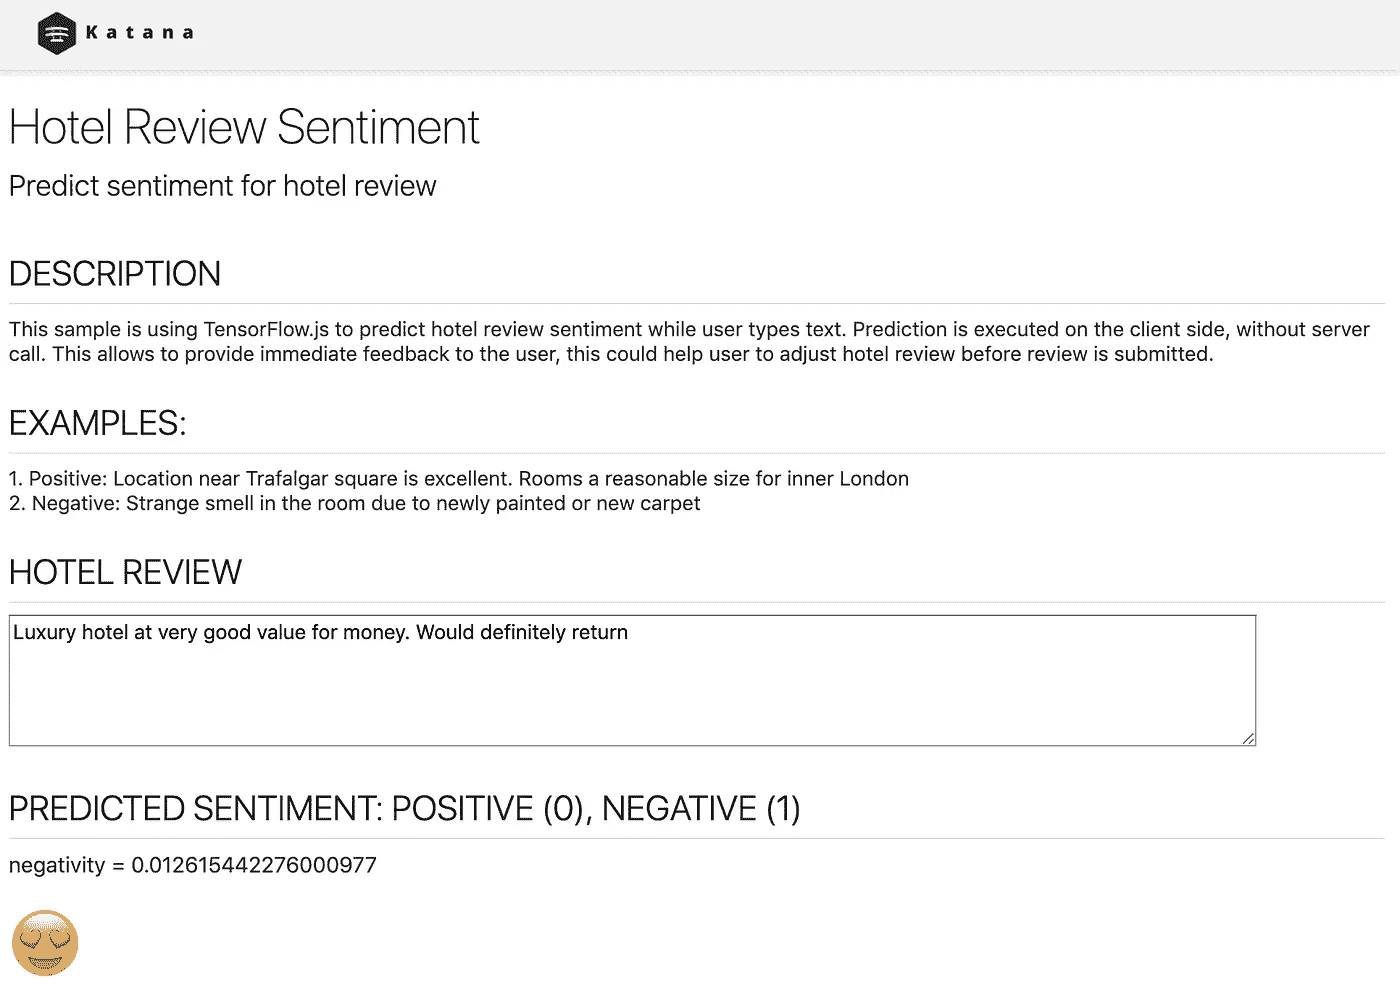 Katana
Hotel Review Sentiment
Predict sentiment for hotel review
DESCRIPTION
This sample is using TensorFlow.js to predict hotel review sentiment while user types text. Prediction is executed on the client side, without server
call. This allows to provide immediate feedback to the user, this could help user to adjust hotel review before review is submitted.
EXAMPLES:
1. Positive: Location near Trafalgar square is excellent. Rooms a reasonable size for inner London
2. Negative: Strange smell in the room due to newly painted or new carpet
HOTEL REVIEW
Luxury hotel at very good value for money. Would definitely return
PREDICTED SENTIMENT: POSITIVE (0), NEGATIVE (1)
negativity = 0.012615442276000977